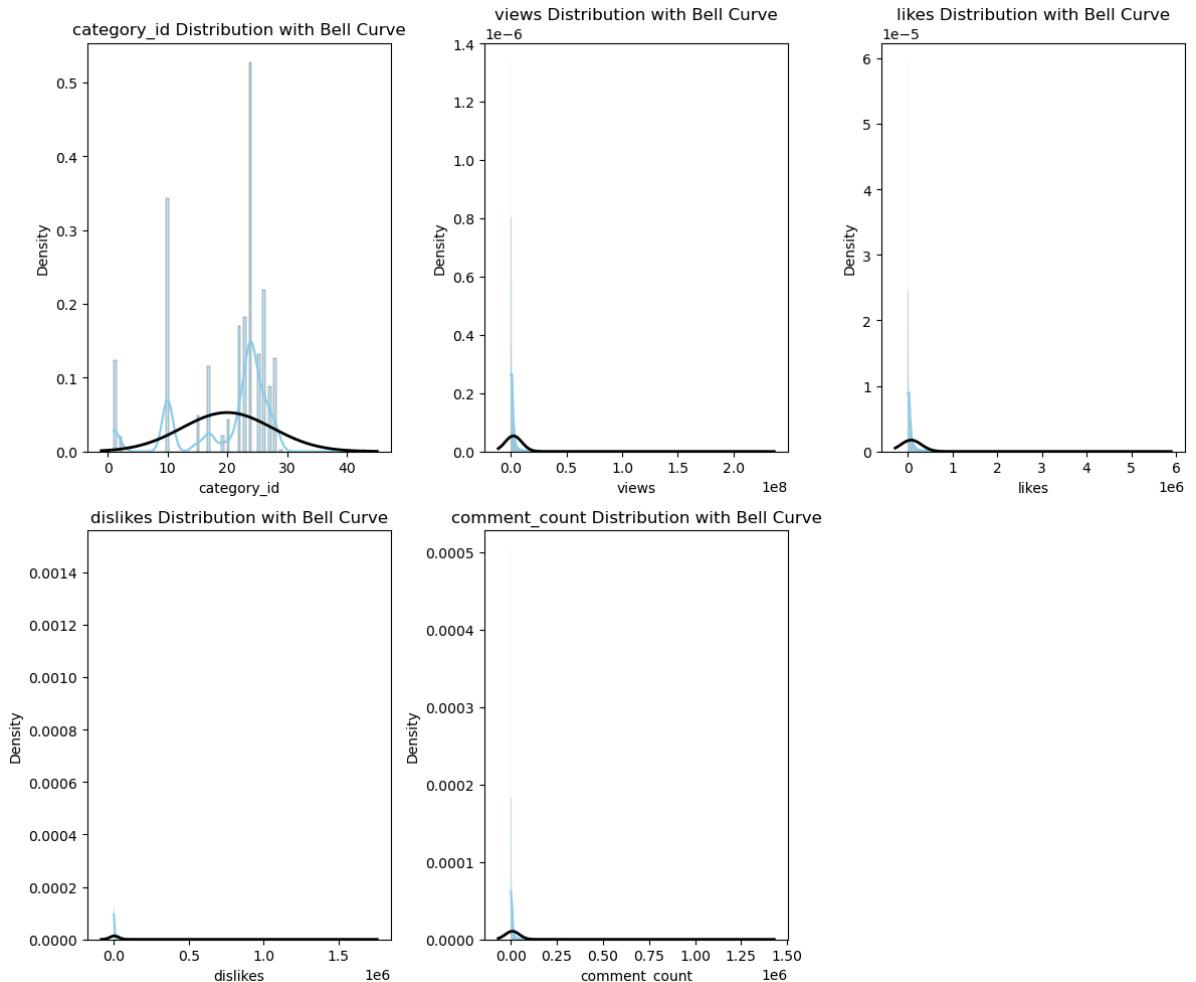 category_id Distribution with Bell Curve
Density
0.5
0.4
0.3
0.2
0.1
0.0
0 10 20 30 40
category_id
views Distribution with Bell Curve
1e−6
Density
1.4
1.2
1.0
0.8
0.6
0.4
0.2
0.0
0.0 0.5 1.0 1.5 2.0
1e8
views
likes Distribution with Bell Curve
1e−5
Density
6
5
4
3
2
1
0
0 1 2 3 4 5 6
1e6
likes
dislikes Distribution with Bell Curve
Density
0.0014
0.0012
0.0010
0.0008
0.0006
0.0004
0.0002
0.0000
0.0 0.5 1.0 1.5
1e6
dislikes
comment_count Distribution with Bell Curve
Density
0.0005
0.0004
0.0003
0.0002
0.0001
0.0000
0.00 0.25 0.50 0.75 1.00 1.25 1.50
1e6
comment_count